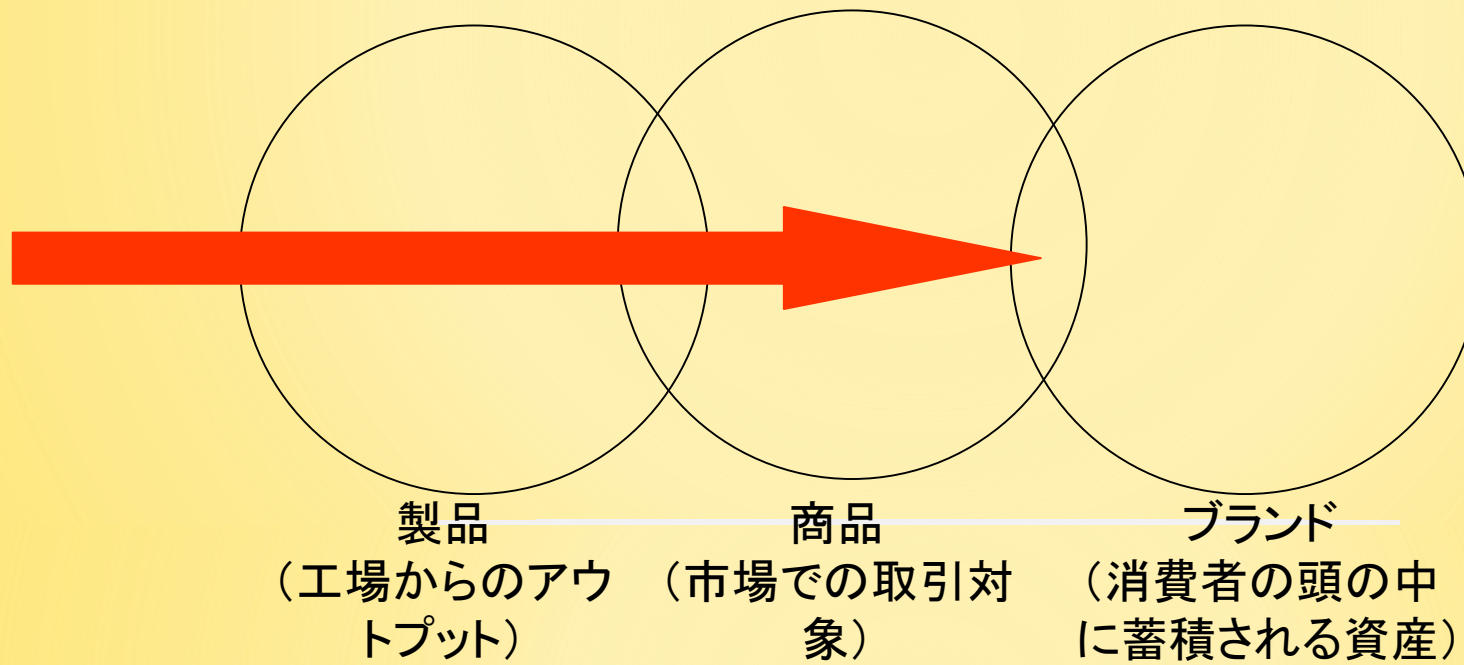 製品
（工場からのアウ
トプット）
商品
（市場での取引対
象）
ブランド
（消費者の頭の中
に蓄積される資産）